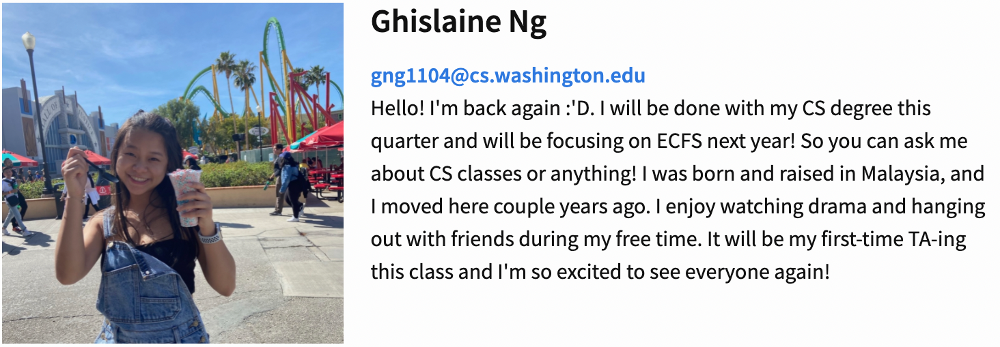 Ghislaine Ng
gng1104@cs.washington.edu
Hello! I'm back again :'D. I will be done with my CS degree this
quarter and will be focusing on ECFS next year! So you can ask me
about CS classes or anything! I was born and raised in Malaysia, and
I moved here couple years ago. I enjoy watching drama and hanging
out with friends during my free time. It will be my first-time TA-ing
this class and I'm so excited to see everyone again!